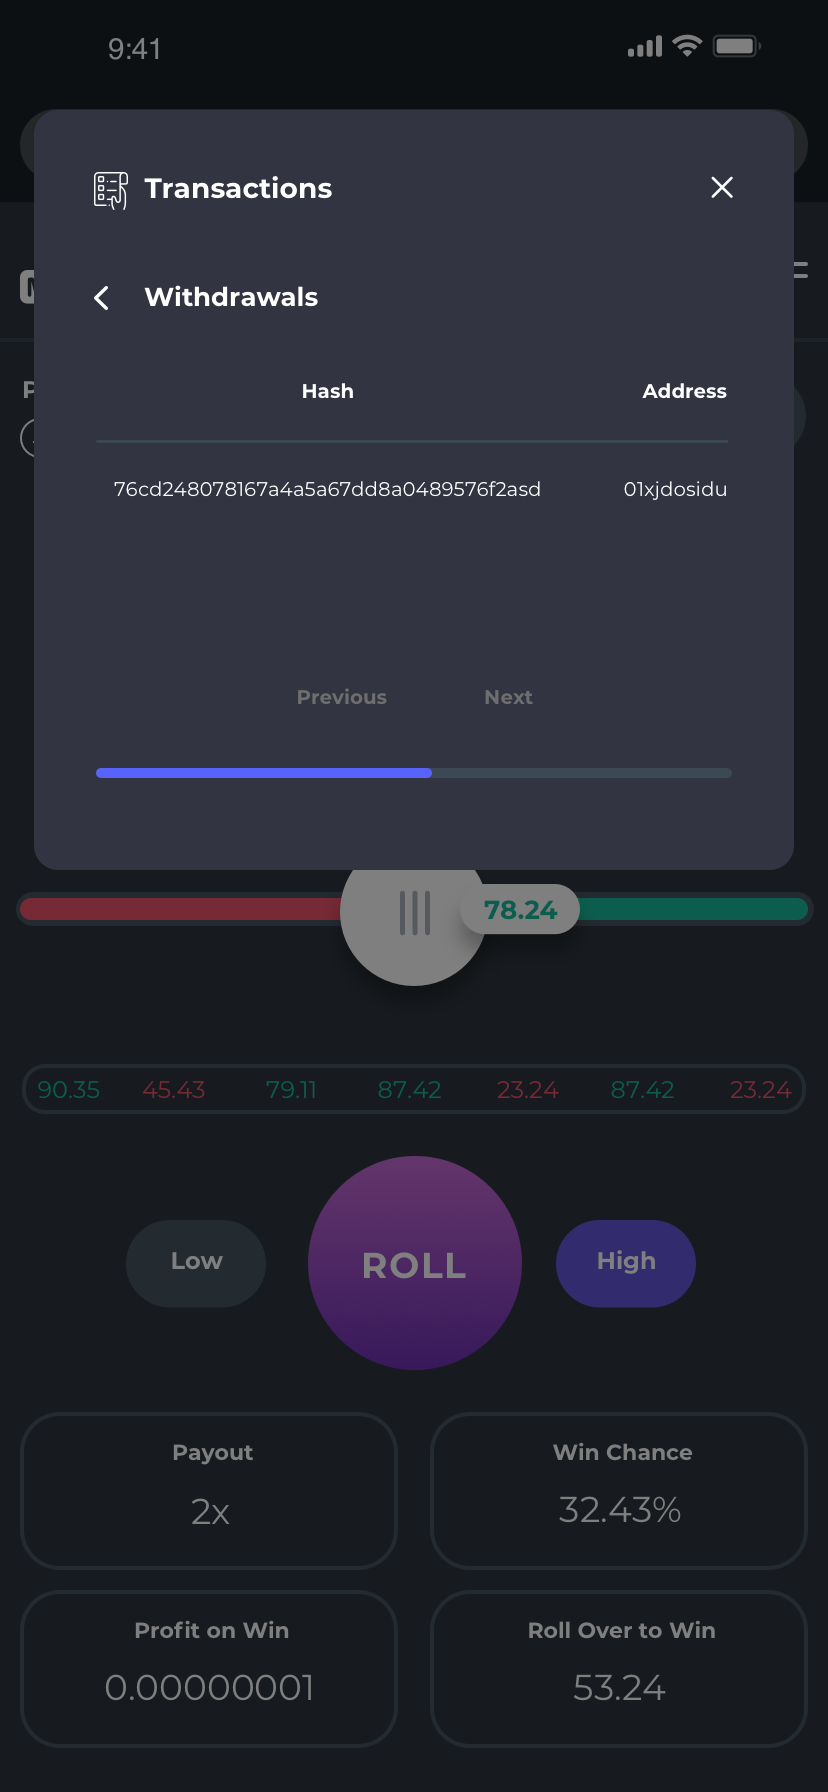 9:41
Transactions
Withdrawals
Hash Address
76cd248078167a4a5a67dd8a0489576f2asd 01xjdosidu
Previous Next
78.24
90.35 45.43 79.11 87.42 23.24 87.42 23.24
Low ROLL High
Payout Win Chance
2x 32.43%
Profit on Win Roll Over to Win
0.00000001 53.24